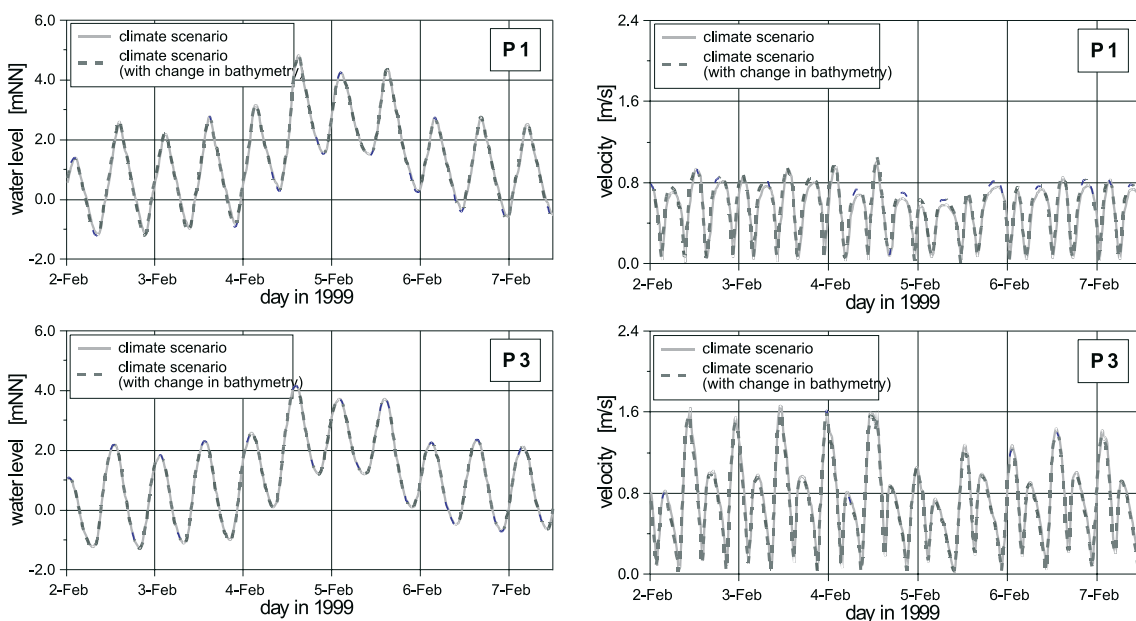 6.0
4.0
2.0
0.0
-2.0
water level [mNN]
climate scenario
climate scenario
(with change in bathymetry)
P 1
2-Feb 3-Feb 4-Feb 5-Feb 6-Feb 7-Feb
day in 1999
2.4
1.6
0.8
0.0
velocity [m/s]
climate scenario
climate scenario
(with change in bathymetry)
P 1
2-Feb 3-Feb 4-Feb 5-Feb 6-Feb 7-Feb
day in 1999
6.0
4.0
2.0
0.0
-2.0
water level [mNN]
climate scenario
climate scenario
(with change in bathymetry)
P 3
2-Feb 3-Feb 4-Feb 5-Feb 6-Feb 7-Feb
day in 1999
2.4
1.6
0.8
0.0
velocity [m/s]
climate scenario
climate scenario
(with change in bathymetry)
P 3
2-Feb 3-Feb 4-Feb 5-Feb 6-Feb 7-Feb
day in 1999